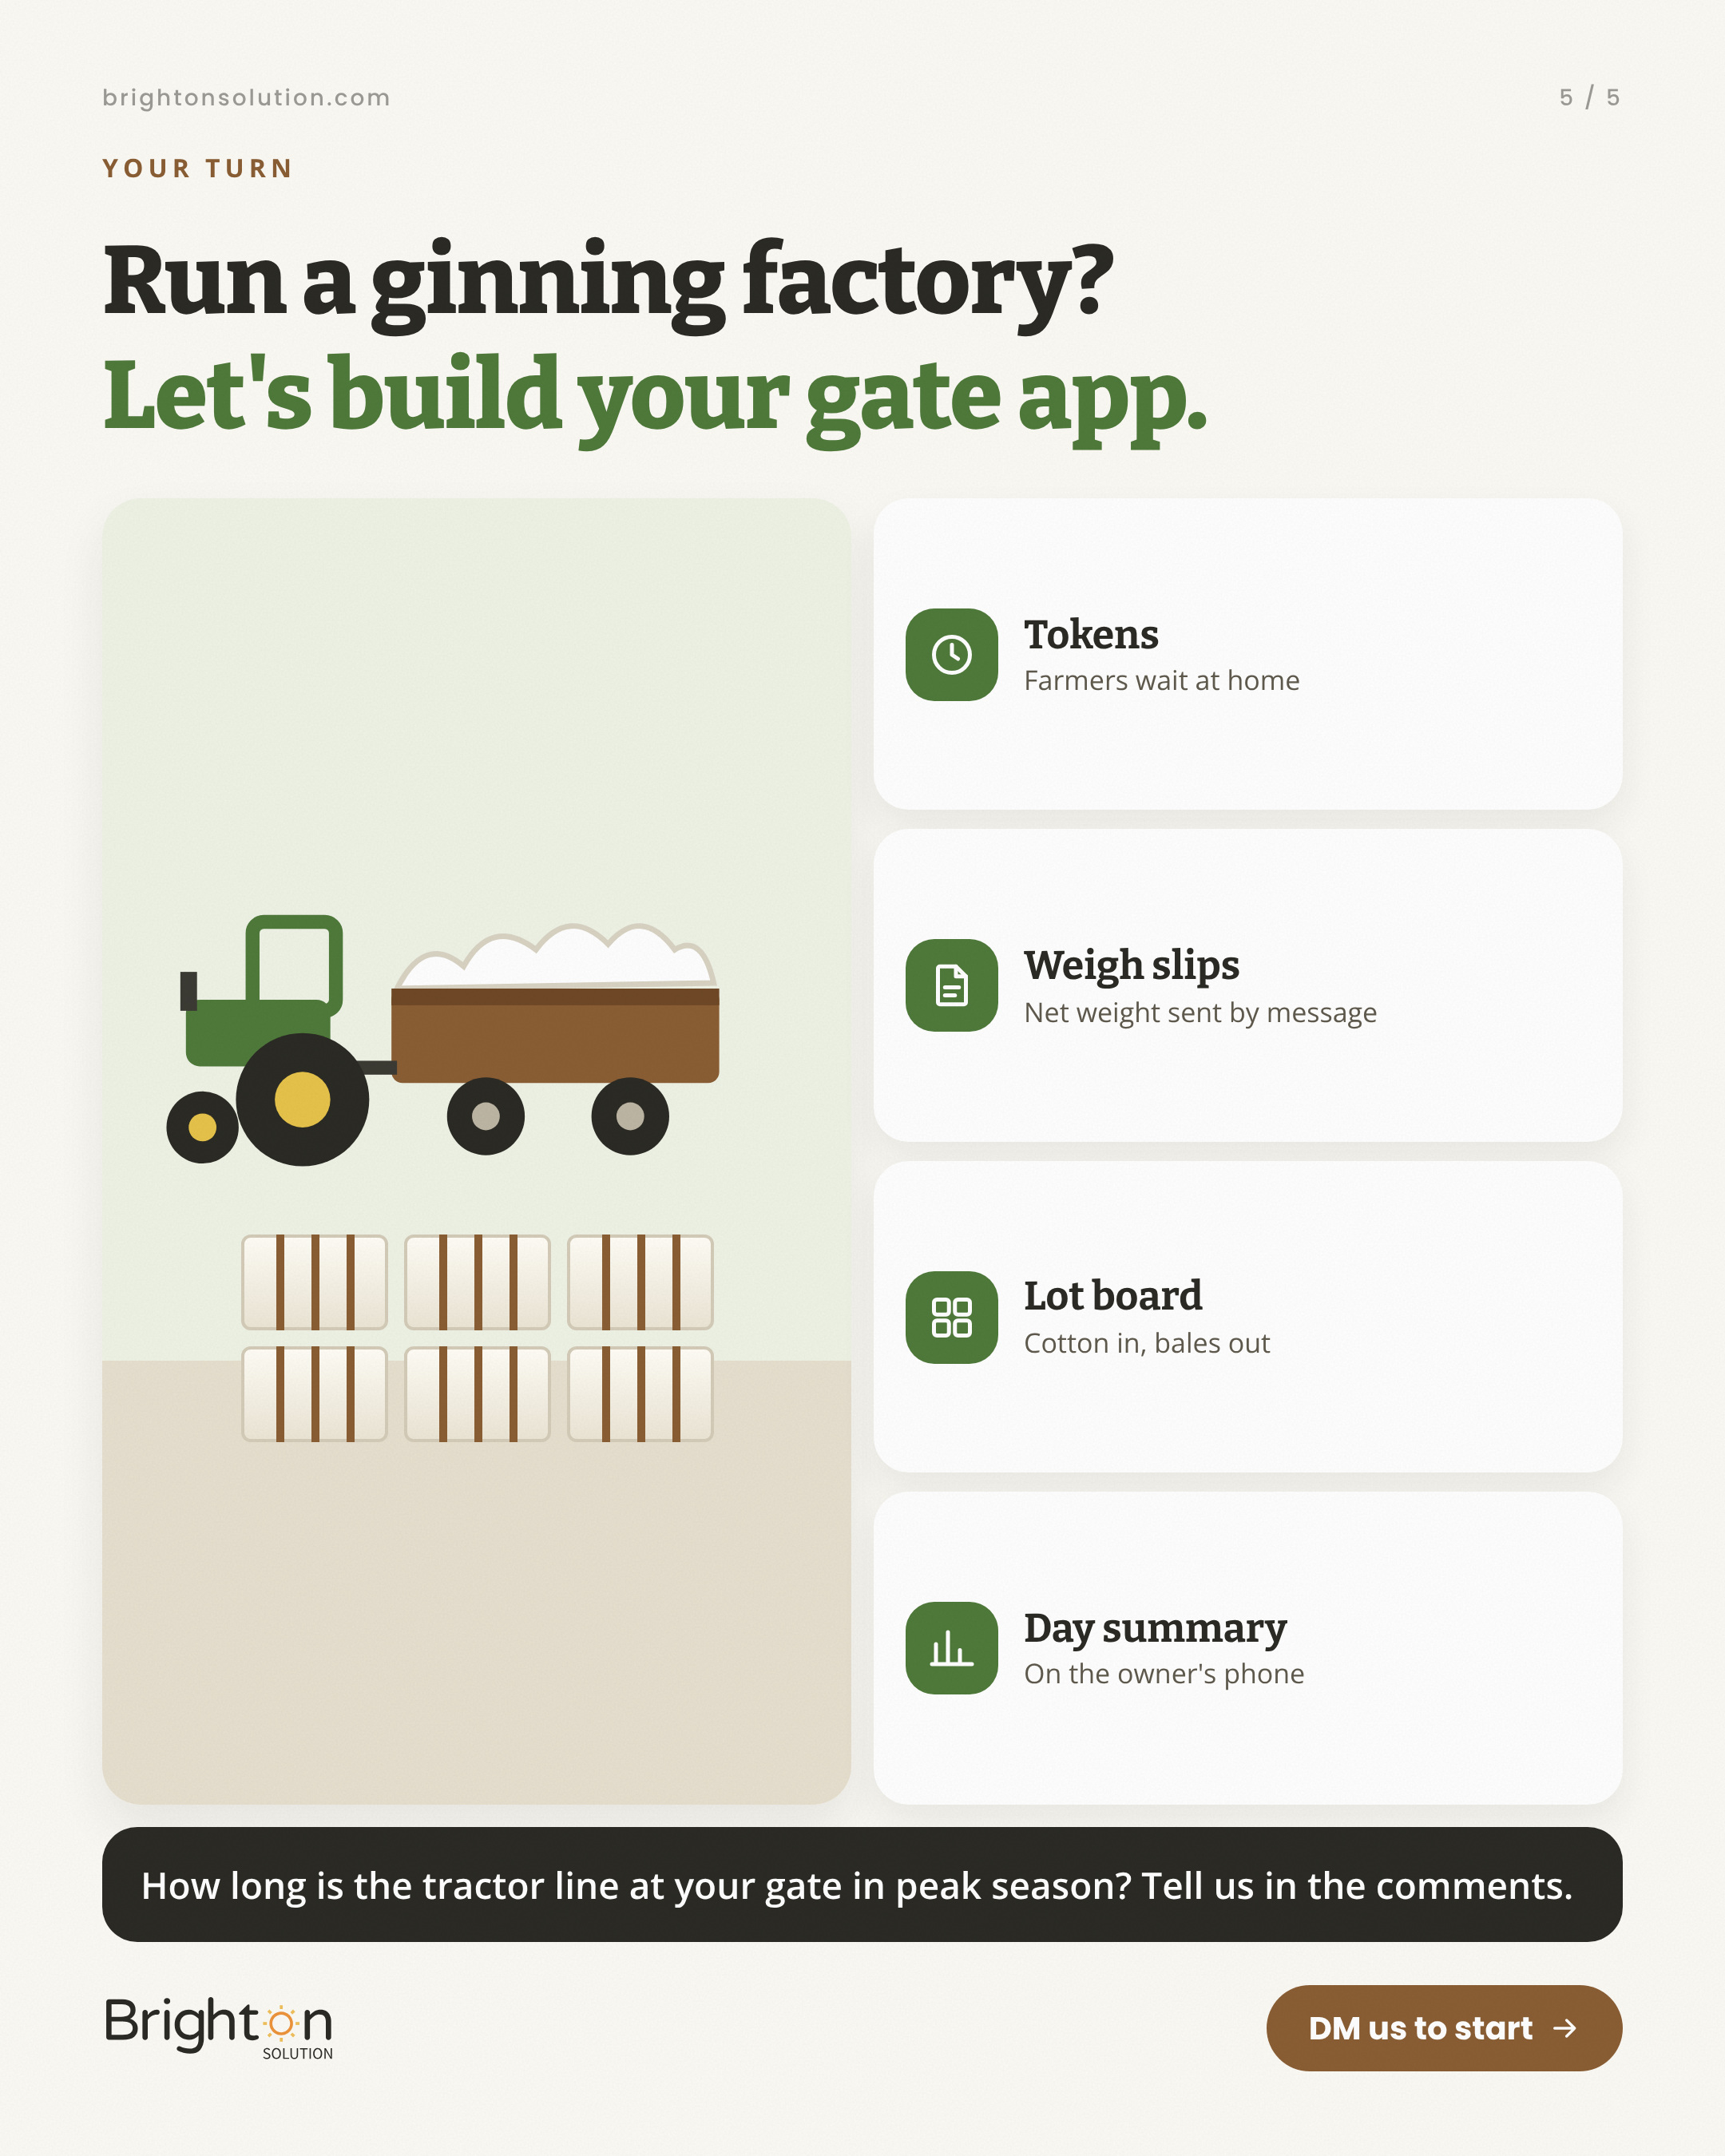 brightonsolution.com
5 / 5
YOUR TURN
Run a ginning factory?
Let's build your gate app.
Tokens
Farmers wait at home
Weigh slips
Net weight sent by message
Lot board
Cotton in, bales out
Day summary
On the owner's phone
How long is the tractor line at your gate in peak season? Tell us in the comments.
Brighton
SOLUTION
DM us to start